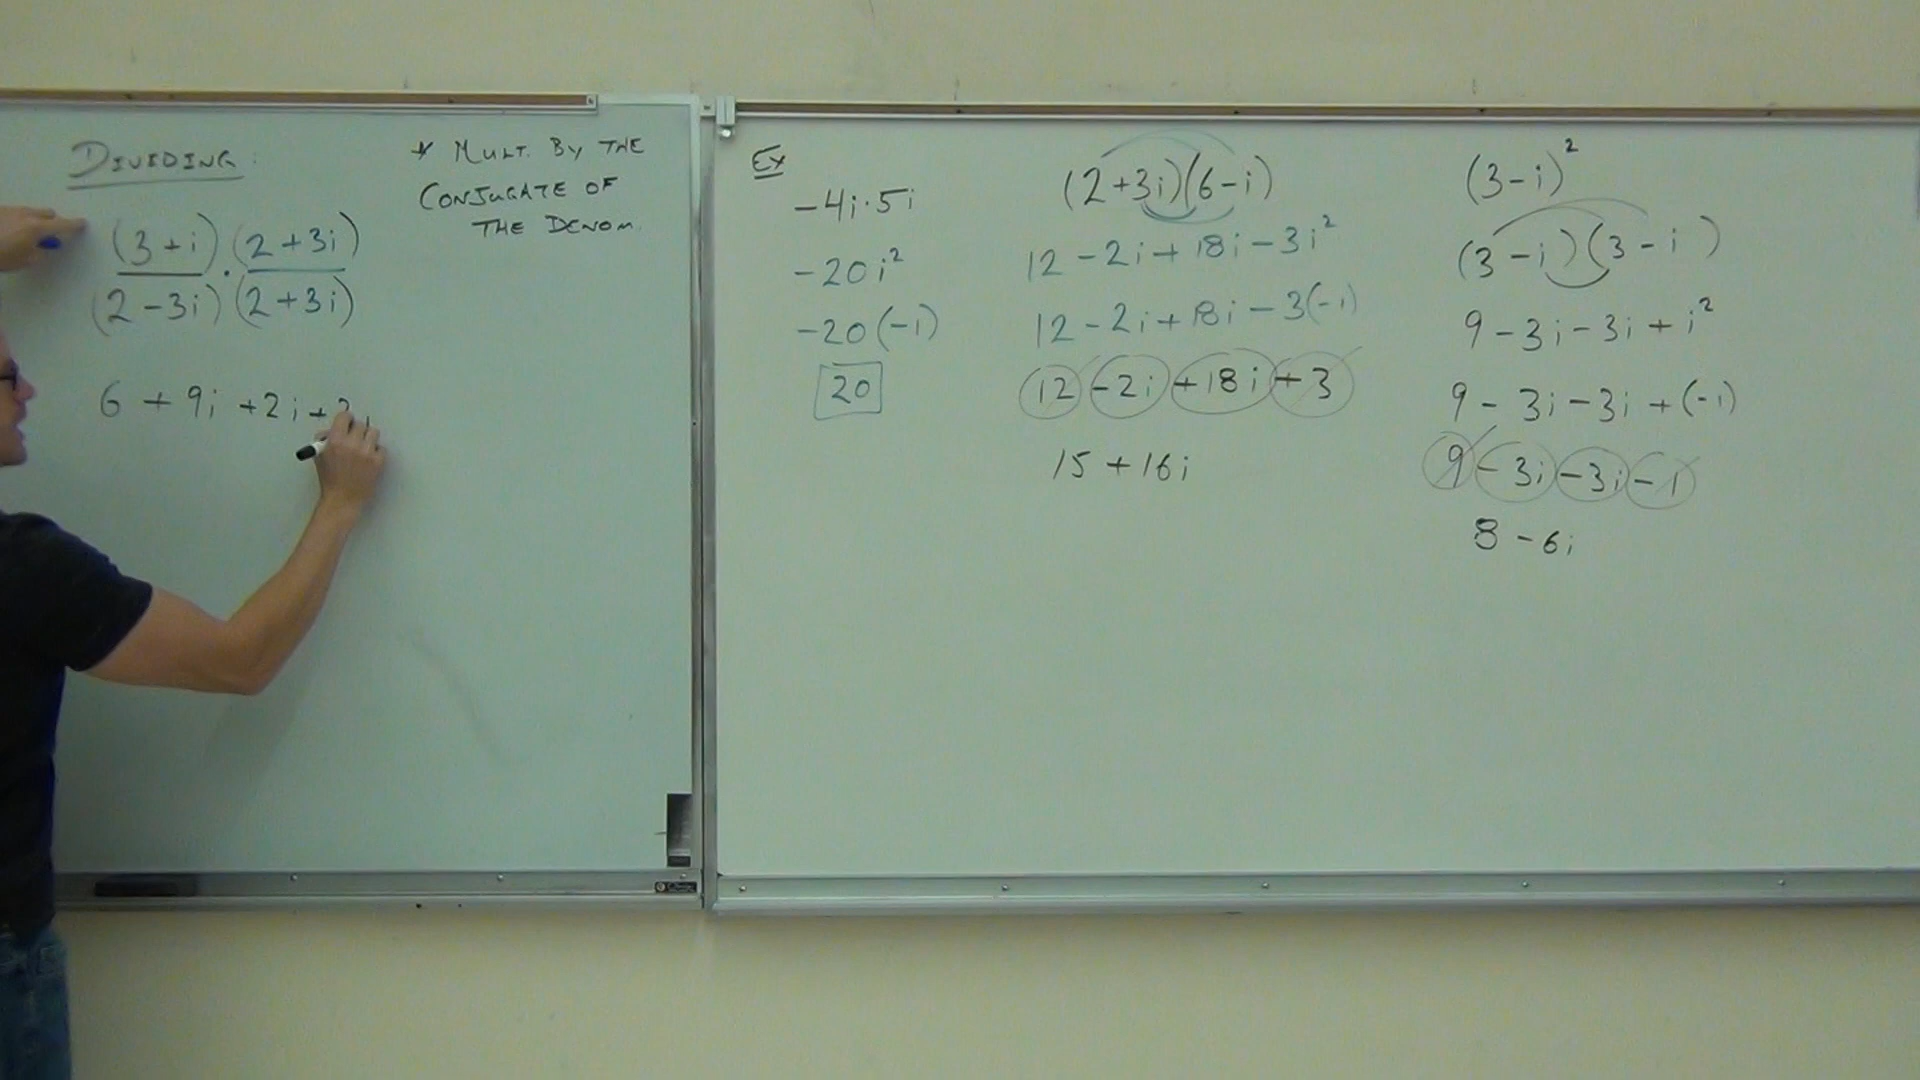 DIVIDING:
* MULT. BY THE
CONJUGATE OF
THE DENOM.
(3+i) · (2+3i)
(2-3i) (2+3i)
6 + 9i + 2i + 3i
Ex
-4i·5i
-20i²
-20(-1)
20
(2+3i)(6-i)
12 - 2i + 18i - 3i²
12 - 2i + 18i - 3(-1)
12 - 2i + 18i + 3
15 + 16i
(3-i)²
(3-i)(3-i)
9 - 3i - 3i + i²
9 - 3i - 3i + (-1)
9 - 3i - 3i - 1
8 - 6i